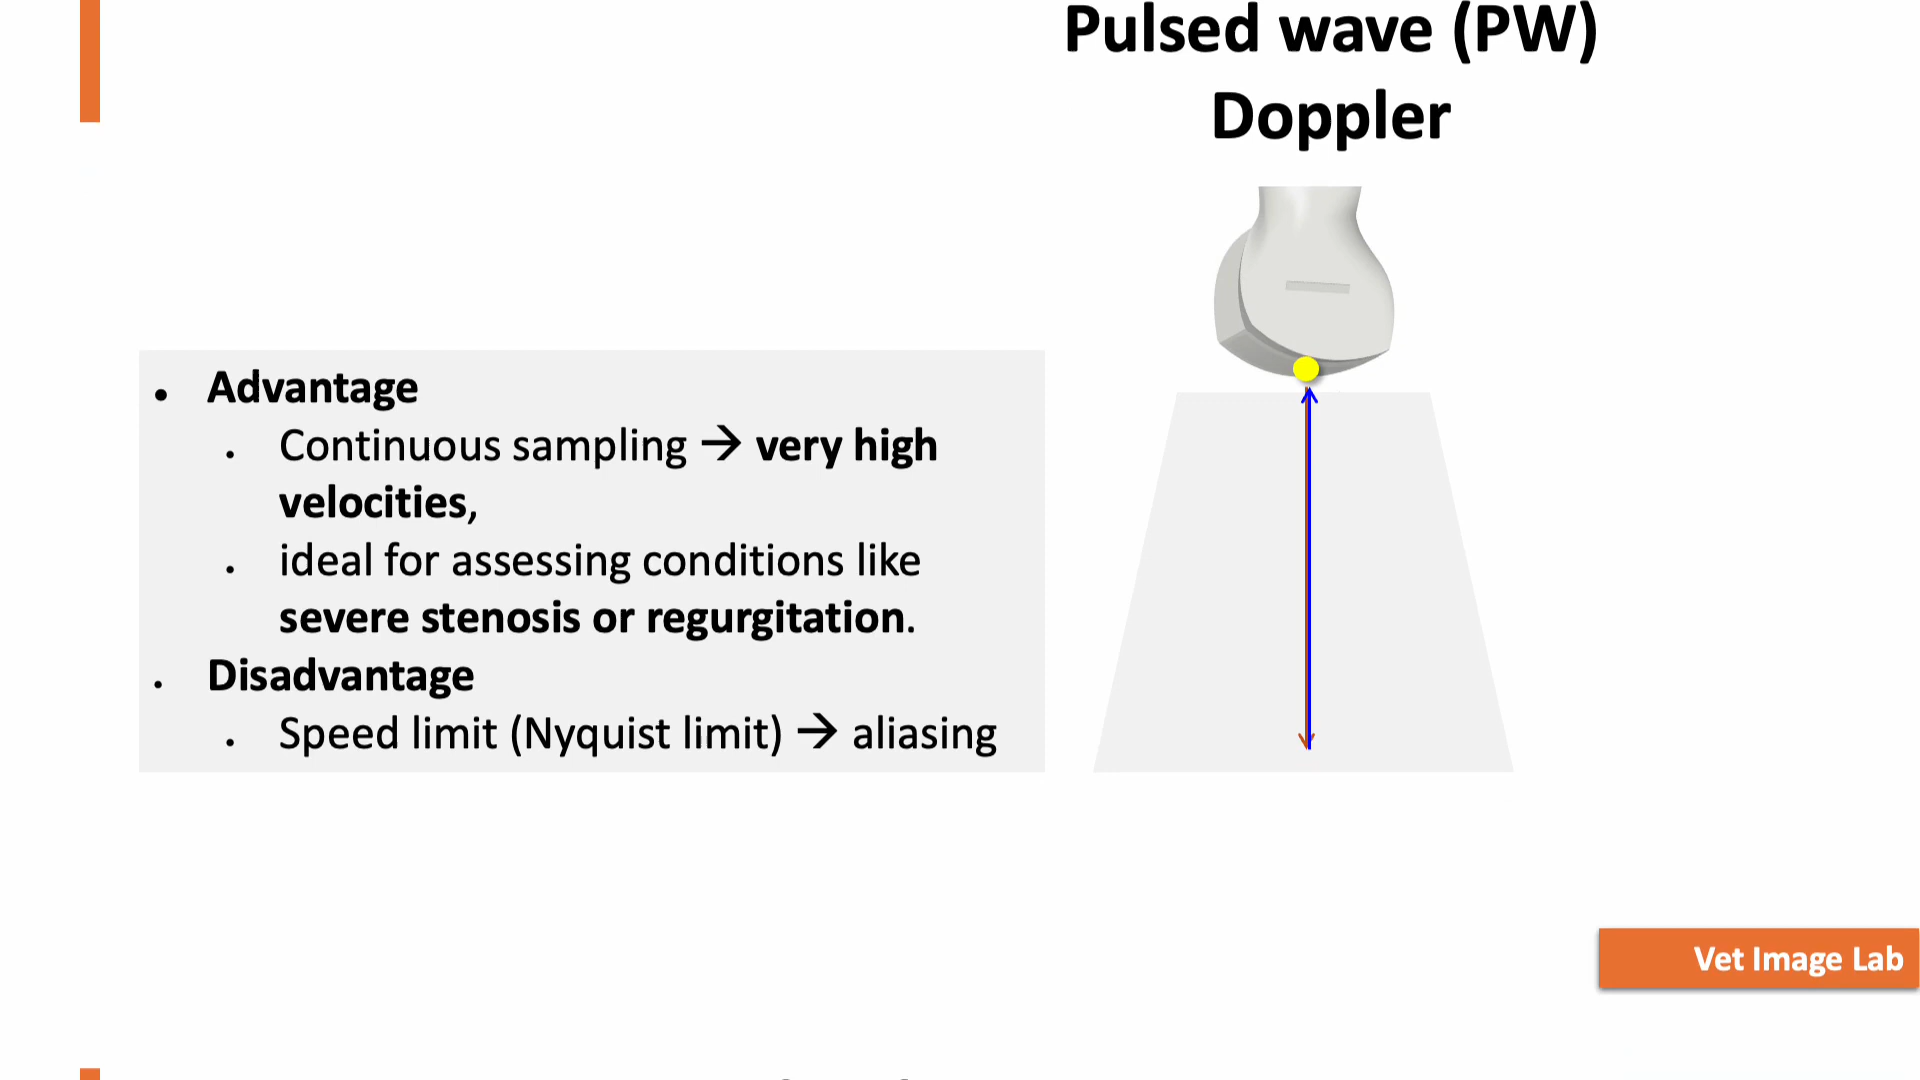 Pulsed wave (PW)
Doppler
• Advantage
• Continuous sampling → very high
velocities,
• ideal for assessing conditions like
severe stenosis or regurgitation.
• Disadvantage
• Speed limit (Nyquist limit) → aliasing
Vet Image Lab